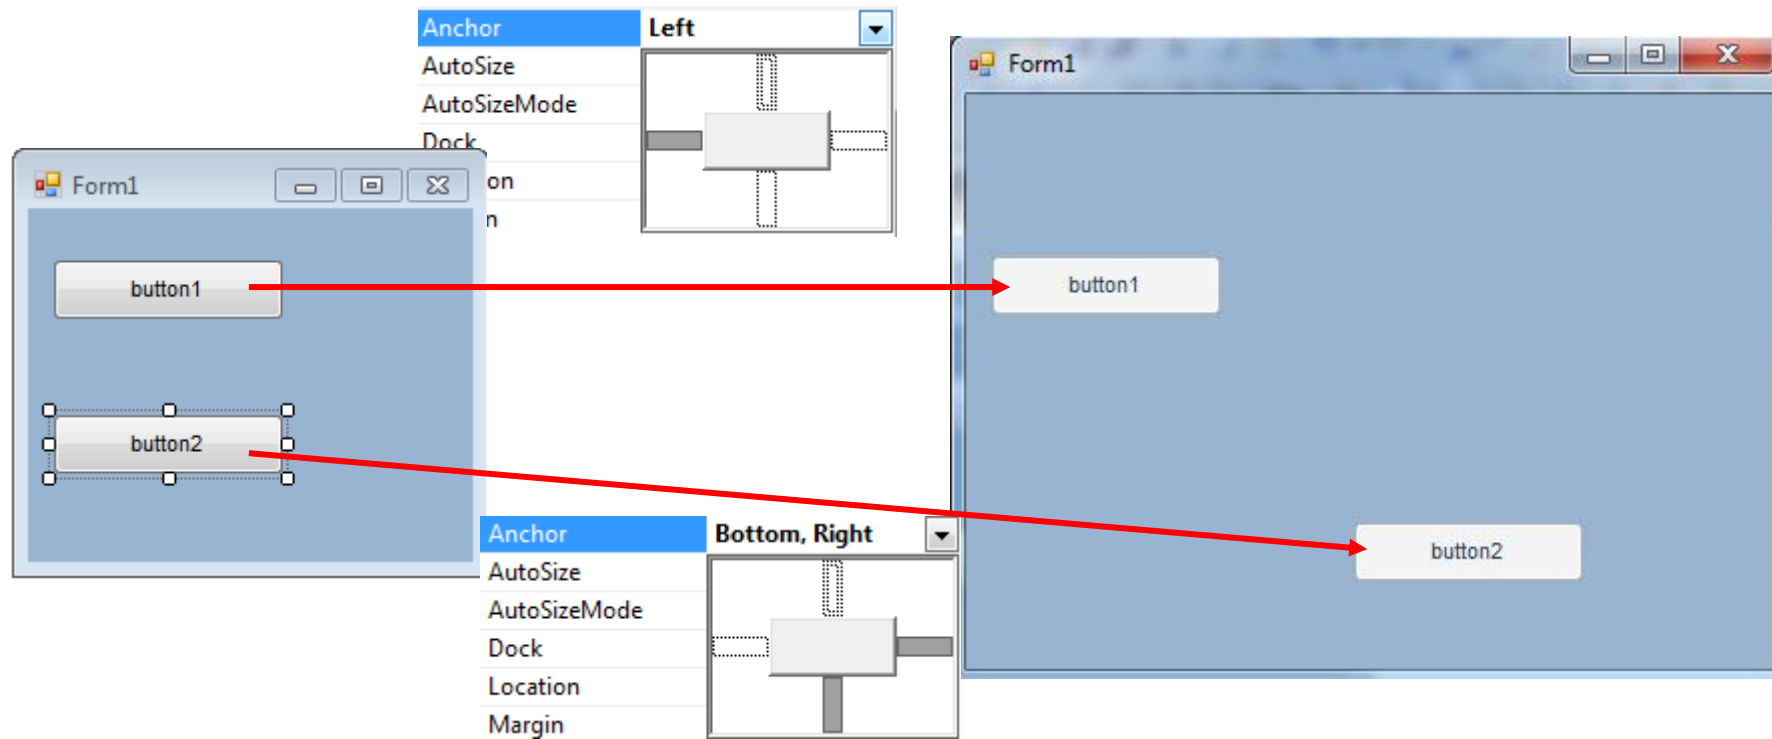 Anchor Left
AutoSize
AutoSizeMode
Dock
on
n
Form1
button1
button2
Anchor Bottom, Right
AutoSize
AutoSizeMode
Dock
Location
Margin
Form1
button1
button2